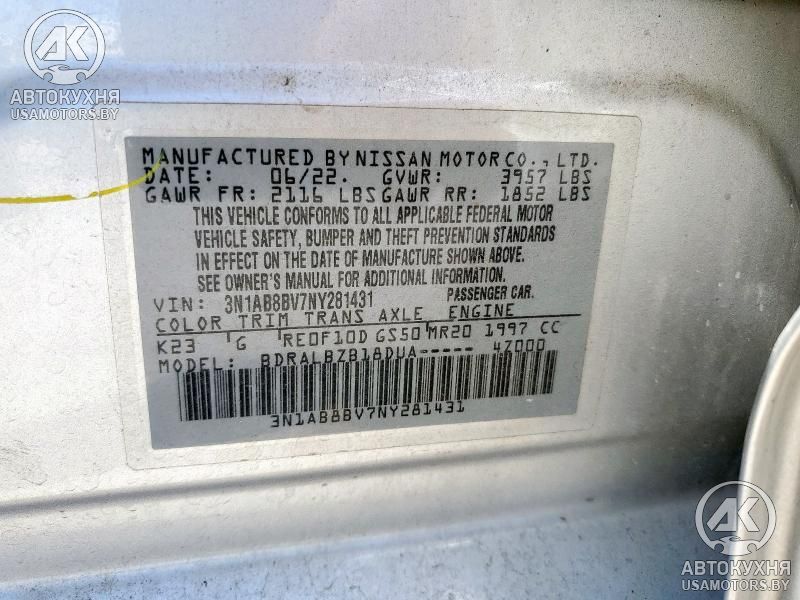 АК
АВТОКУХНЯ
USAMOTORS.BY
MANUFACTURED BY NISSAN MOTOR CO., LTD.
DATE: 06/22. GVWR: 3957 LBS
GAWR FR: 2116 LBS GAWR RR: 1852 LBS
THIS VEHICLE CONFORMS TO ALL APPLICABLE FEDERAL MOTOR
VEHICLE SAFETY, BUMPER AND THEFT PREVENTION STANDARDS
IN EFFECT ON THE DATE OF MANUFACTURE SHOWN ABOVE.
SEE OWNER'S MANUAL FOR ADDITIONAL INFORMATION.
VIN: 3N1AB8BV7NY281431 PASSENGER CAR.
COLOR TRIM TRANS AXLE ENGINE
K23 G RE0F10D GS50 MR20 1997 CC
MODEL: BDRALBZB18DUA----- 4Z000
3N1AB8BV7NY281431
АК
АВТОКУХНЯ
USAMOTORS.BY